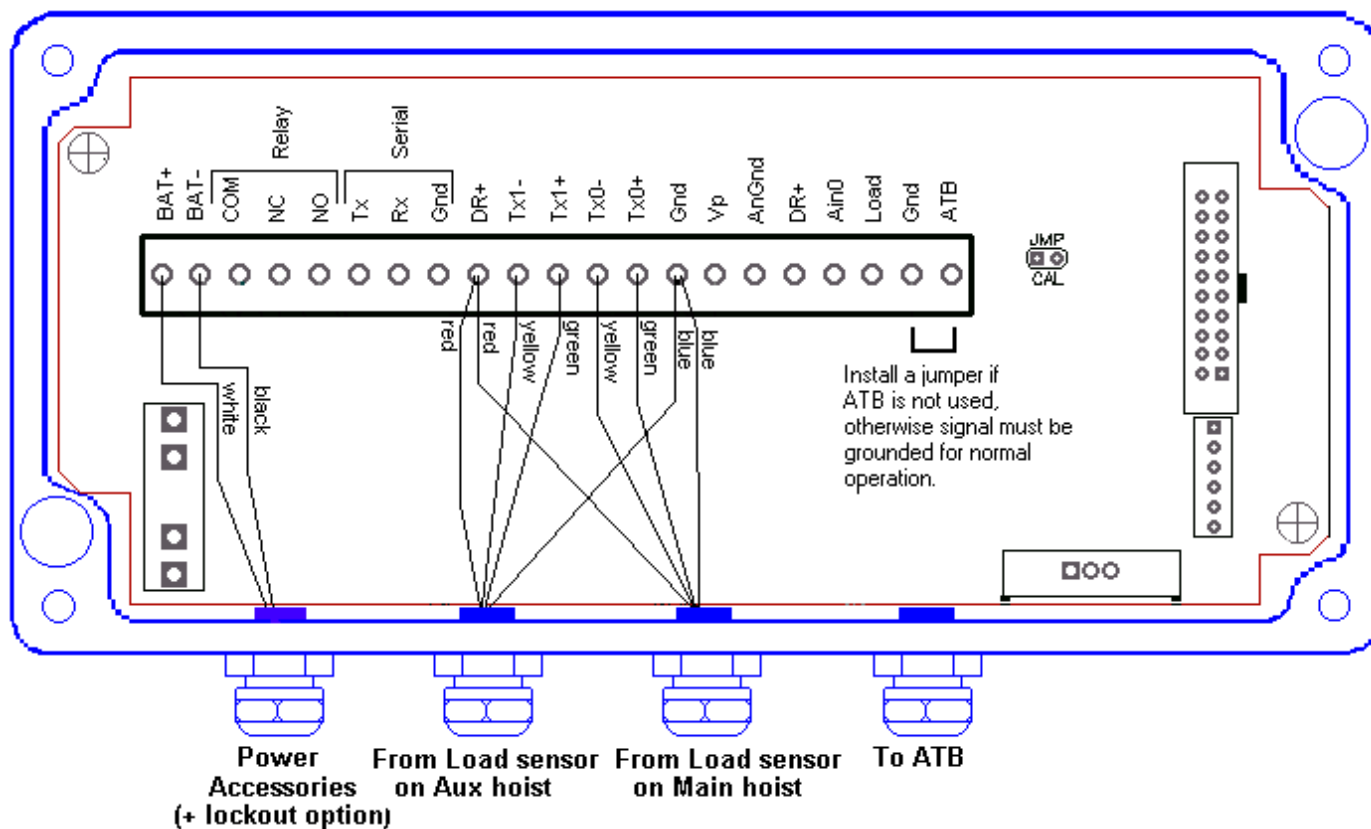 Relay
Serial
BAT+
BAT-
COM
NC
NO
Tx
Rx
Gnd
DR+
Tx1-
Tx1+
Tx0-
Tx0+
Gnd
Vp
AnGnd
DR+
Ain0
Load
Gnd
ATB
JMP
CAL
red
red
yellow
green
yellow
green
blue
blue
white
black
Install a jumper if
ATB is not used,
otherwise signal must be
grounded for normal
operation.
Power
Accessories
(+ lockout option)
From Load sensor
on Aux hoist
From Load sensor
on Main hoist
To ATB